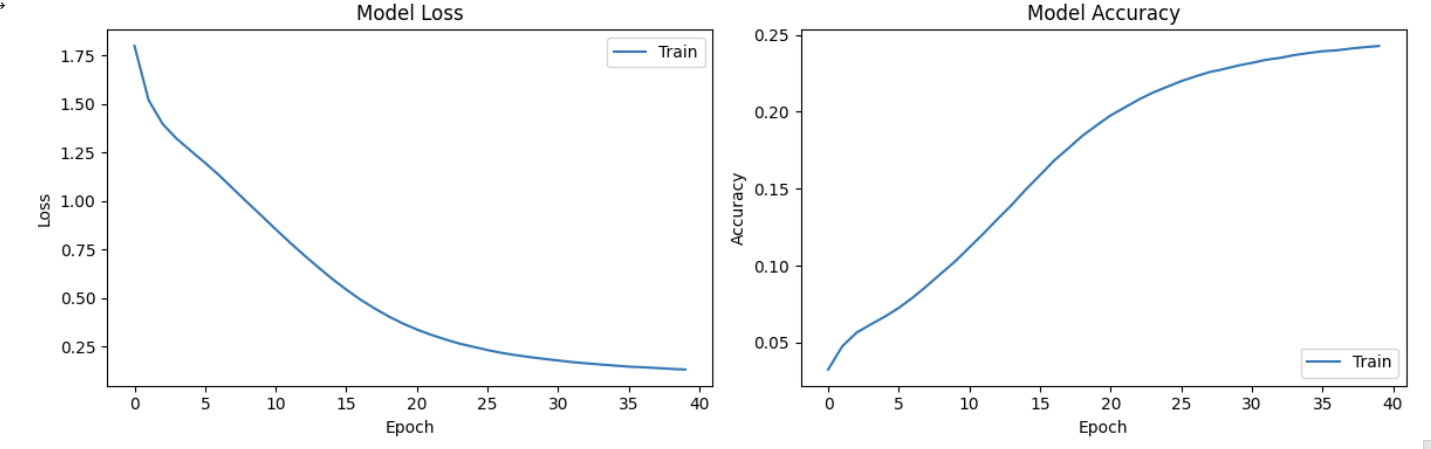 Model Loss
Train
1.75
1.50
1.25
1.00
0.75
0.50
0.25
Loss
0 5 10 15 20 25 30 35 40
Epoch
Model Accuracy
0.25
0.20
0.15
0.10
0.05
Accuracy
Train
0 5 10 15 20 25 30 35 40
Epoch